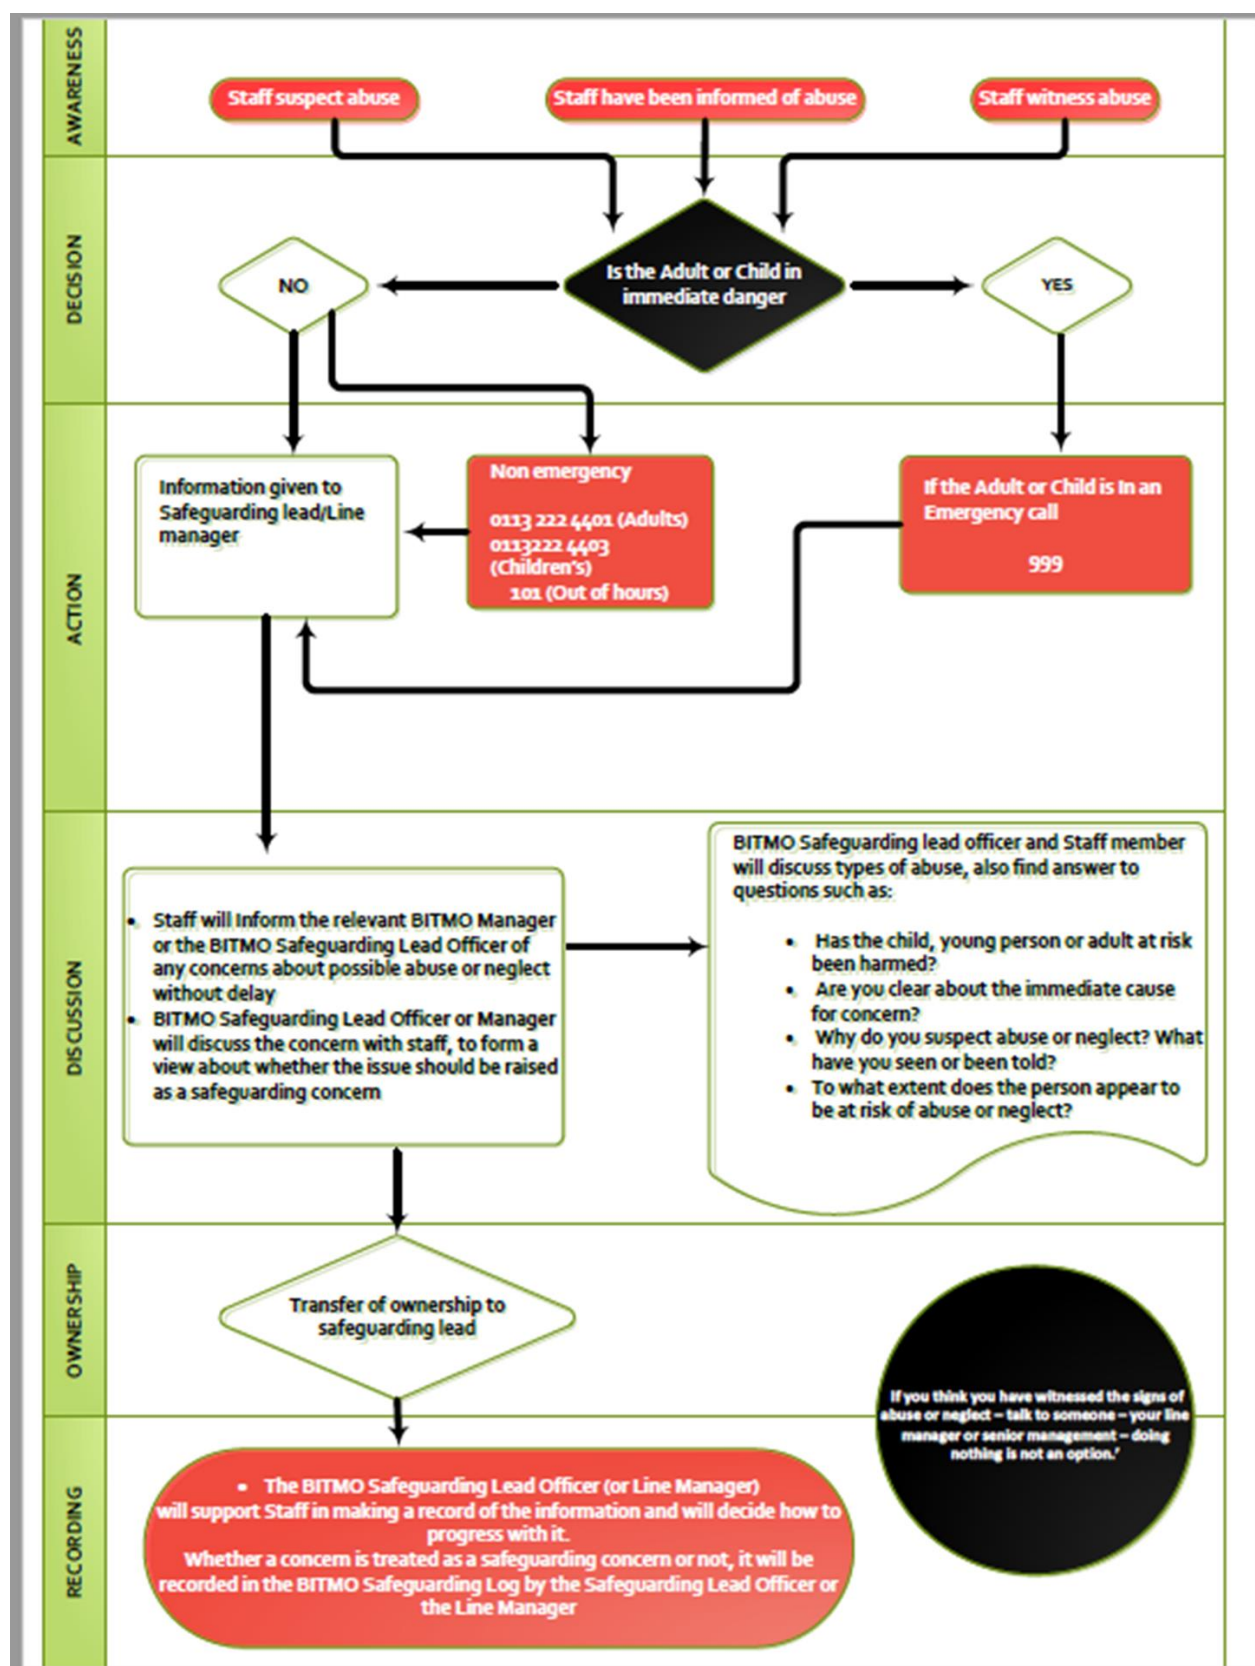 AWARENESS
Staff suspect abuse
Staff have been informed of abuse
Staff witness abuse
DECISION
NO
Is the Adult or Child in
immediate danger
YES
ACTION
Information given to
Safeguarding lead/Line
manager
Non emergency
0113 222 4401 (Adults)
0113222 4403
(Children's)
101 (Out of hours)
If the Adult or Child is In an
Emergency call
999
DISCUSSION
• Staff will Inform the relevant BITMO Manager
or the BITMO Safeguarding Lead Officer of
any concerns about possible abuse or neglect
without delay
• BITMO Safeguarding Lead Officer or Manager
will discuss the concern with staff, to form a
view about whether the issue should be raised
as a safeguarding concern
BITMO Safeguarding lead officer and Staff member
will discuss types of abuse, also find answer to
questions such as:
• Has the child, young person or adult at risk
been harmed?
• Are you clear about the immediate cause
for concern?
• Why do you suspect abuse or neglect? What
have you seen or been told?
• To what extent does the person appear to
be at risk of abuse or neglect?
OWNERSHIP
Transfer of ownership to
safeguarding lead
If you think you have witnessed the signs of
abuse or neglect – talk to someone – your line
manager or senior management – doing
nothing is not an option.'
RECORDING
• The BITMO Safeguarding Lead Officer (or Line Manager)
will support Staff in making a record of the information and will decide how to
progress with it.
Whether a concern is treated as a safeguarding concern or not, it will be
recorded in the BITMO Safeguarding Log by the Safeguarding Lead Officer or
the Line Manager